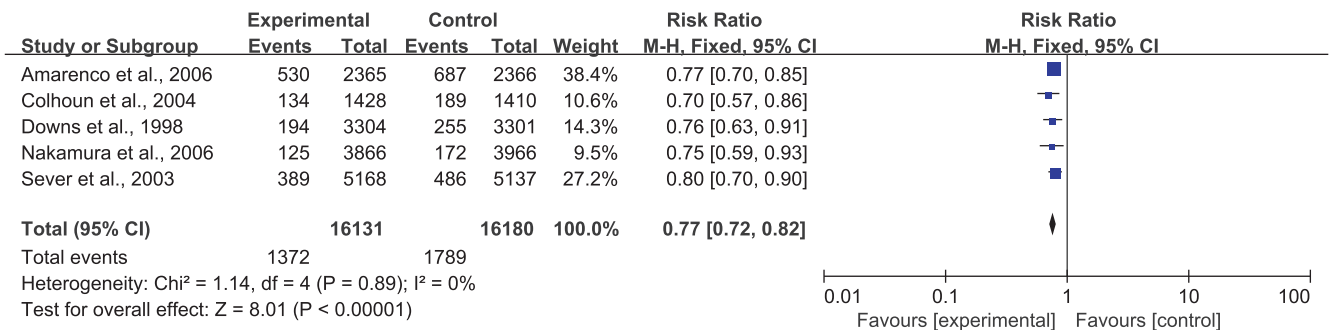 Experimental Control Risk Ratio Risk Ratio
Study or Subgroup Events Total Events Total Weight M-H, Fixed, 95% CI M-H, Fixed, 95% CI
Amarenco et al., 2006 530 2365 687 2366 38.4% 0.77 [0.70, 0.85]
Colhoun et al., 2004 134 1428 189 1410 10.6% 0.70 [0.57, 0.86]
Downs et al., 1998 194 3304 255 3301 14.3% 0.76 [0.63, 0.91]
Nakamura et al., 2006 125 3866 172 3966 9.5% 0.75 [0.59, 0.93]
Sever et al., 2003 389 5168 486 5137 27.2% 0.80 [0.70, 0.90]
Total (95% CI) 16131 16180 100.0% 0.77 [0.72, 0.82]
Total events 1372 1789
Heterogeneity: Chi² = 1.14, df = 4 (P = 0.89); I² = 0%
Test for overall effect: Z = 8.01 (P < 0.00001)
0.01 0.1 1 10 100
Favours [experimental] Favours [control]